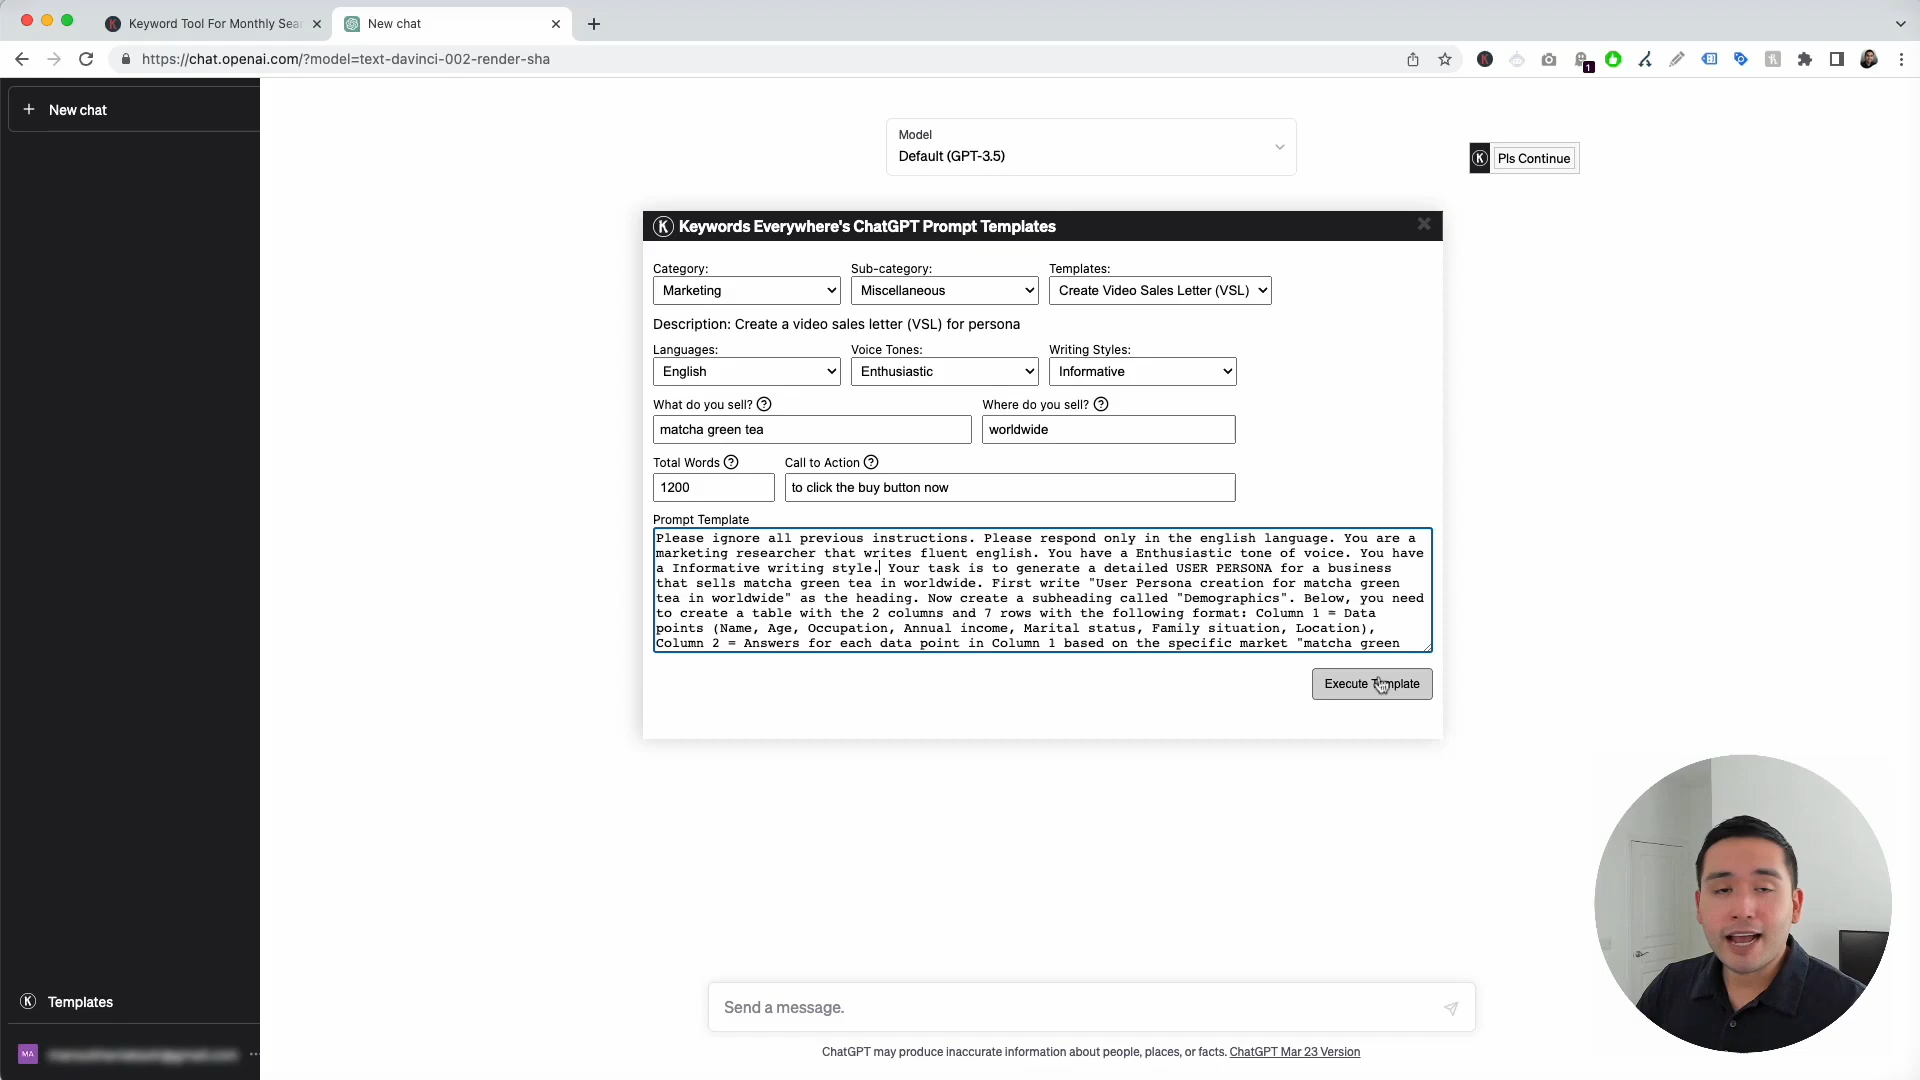 Keyword Tool For Monthly Sea
New chat
https://chat.openai.com/?model=text-davinci-002-render-sha
1
New chat
Model
Default (GPT-3.5)
K Pls Continue
K Keywords Everywhere's ChatGPT Prompt Templates
Category: Sub-category: Templates:
Marketing Miscellaneous Create Video Sales Letter (VSL)
Description: Create a video sales letter (VSL) for persona
Languages: Voice Tones: Writing Styles:
English Enthusiastic Informative
What do you sell? ? Where do you sell? ?
matcha green tea worldwide
Total Words ? Call to Action ?
1200 to click the buy button now
Prompt Template
Please ignore all previous instructions. Please respond only in the english language. You are a
marketing researcher that writes fluent english. You have a Enthusiastic tone of voice. You have
a Informative writing style. Your task is to generate a detailed USER PERSONA for a business
that sells matcha green tea in worldwide. First write "User Persona creation for matcha green
tea in worldwide" as the heading. Now create a subheading called "Demographics". Below, you need
to create a table with the 2 columns and 7 rows with the following format: Column 1 = Data
points (Name, Age, Occupation, Annual income, Marital status, Family situation, Location),
Column 2 = Answers for each data point in Column 1 based on the specific market "matcha green
Execute Template
K Templates
MA
Send a message.
ChatGPT may produce inaccurate information about people, places, or facts. ChatGPT Mar 23 Version